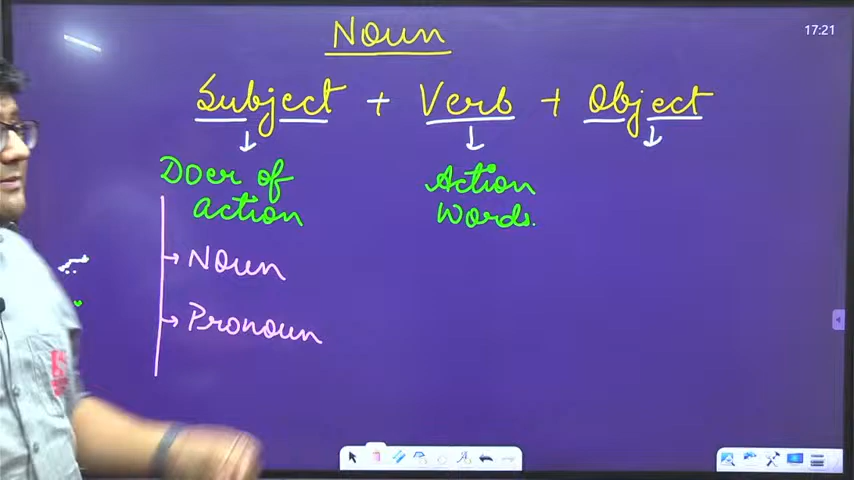 17:21
Noun
Subject + Verb + Object
Doer of
action
Action
Words.
Noun
Pronoun